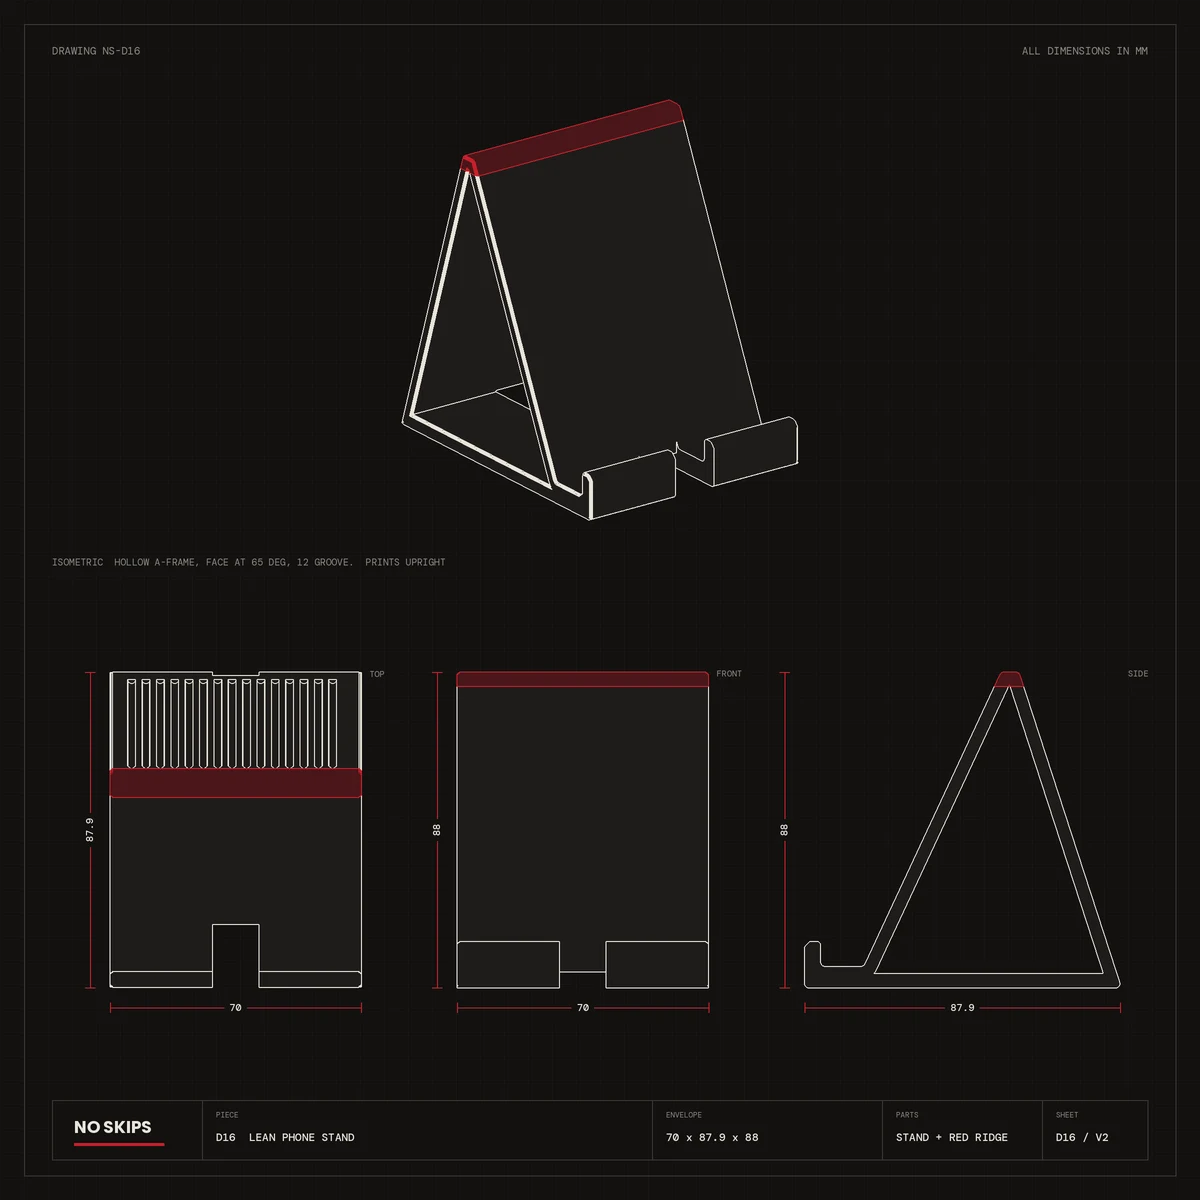 DRAWING NS-D16
ALL DIMENSIONS IN MM
ISOMETRIC  HOLLOW A-FRAME, FACE AT 65 DEG, 12 GROOVE.  PRINTS UPRIGHT
TOP
FRONT
SIDE
87.9
88
88
70
70
87.9
NO SKIPS
PIECE
D16  LEAN PHONE STAND
ENVELOPE
70 x 87.9 x 88
PARTS
STAND + RED RIDGE
SHEET
D16 / V2